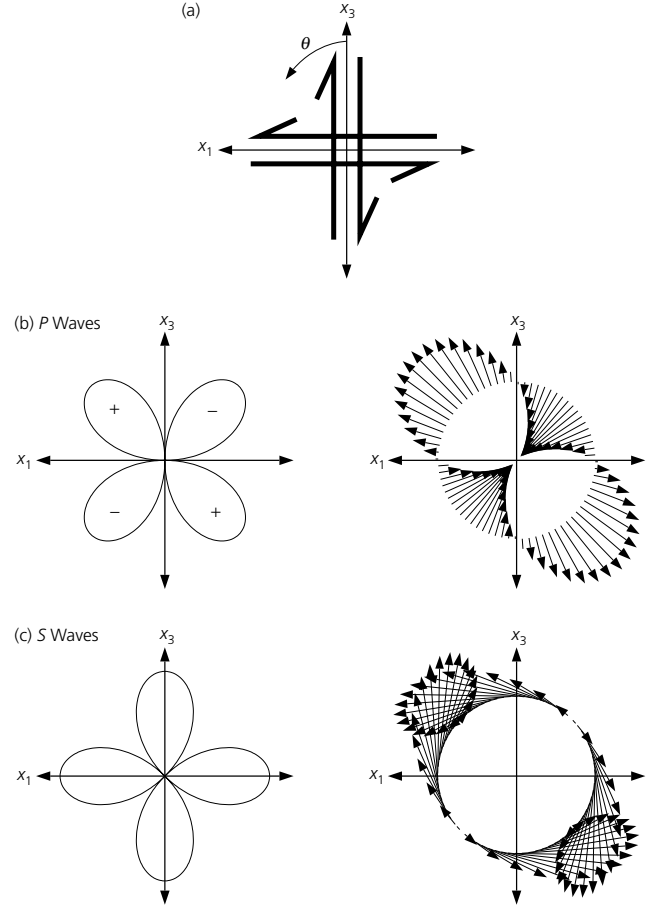 (a)
x3
θ
x1
(b) P Waves
x3
x3
+
−
x1
x1
−
+
(c) S Waves
x3
x3
x1
x1